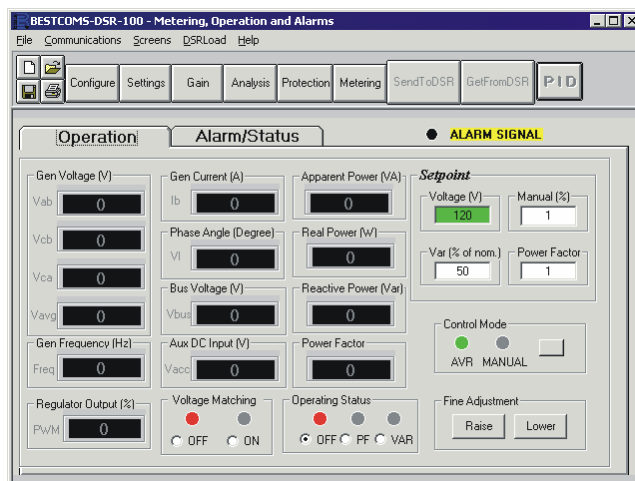 BESTCOMS-DSR-100 - Metering, Operation and Alarms
File Communications Screens DSRLoad Help
Configure Settings Gain Analysis Protection Metering SendToDSR GetFromDSR PID
Operation Alarm/Status ALARM SIGNAL
Gen Voltage (V) Gen Current (A) Apparent Power (VA) Setpoint
Vab 0 Ib 0 0
Voltage (V) Manual (%)
120 1
Phase Angle (Degree) Real Power (W)
Vcb 0 VI 0 0
Var (% of nom.) Power Factor
50 1
Vca 0
Bus Voltage (V) Reactive Power (Var)
Vavg 0 Vbus 0 0
Control Mode
AVR MANUAL
Gen Frequency (Hz) Aux DC Input (V) Power Factor
Freq 0 Vacc 0 0
Regulator Output (%) Voltage Matching Operating Status Fine Adjustment
PWM 0 OFF ON OFF PF VAR Raise Lower